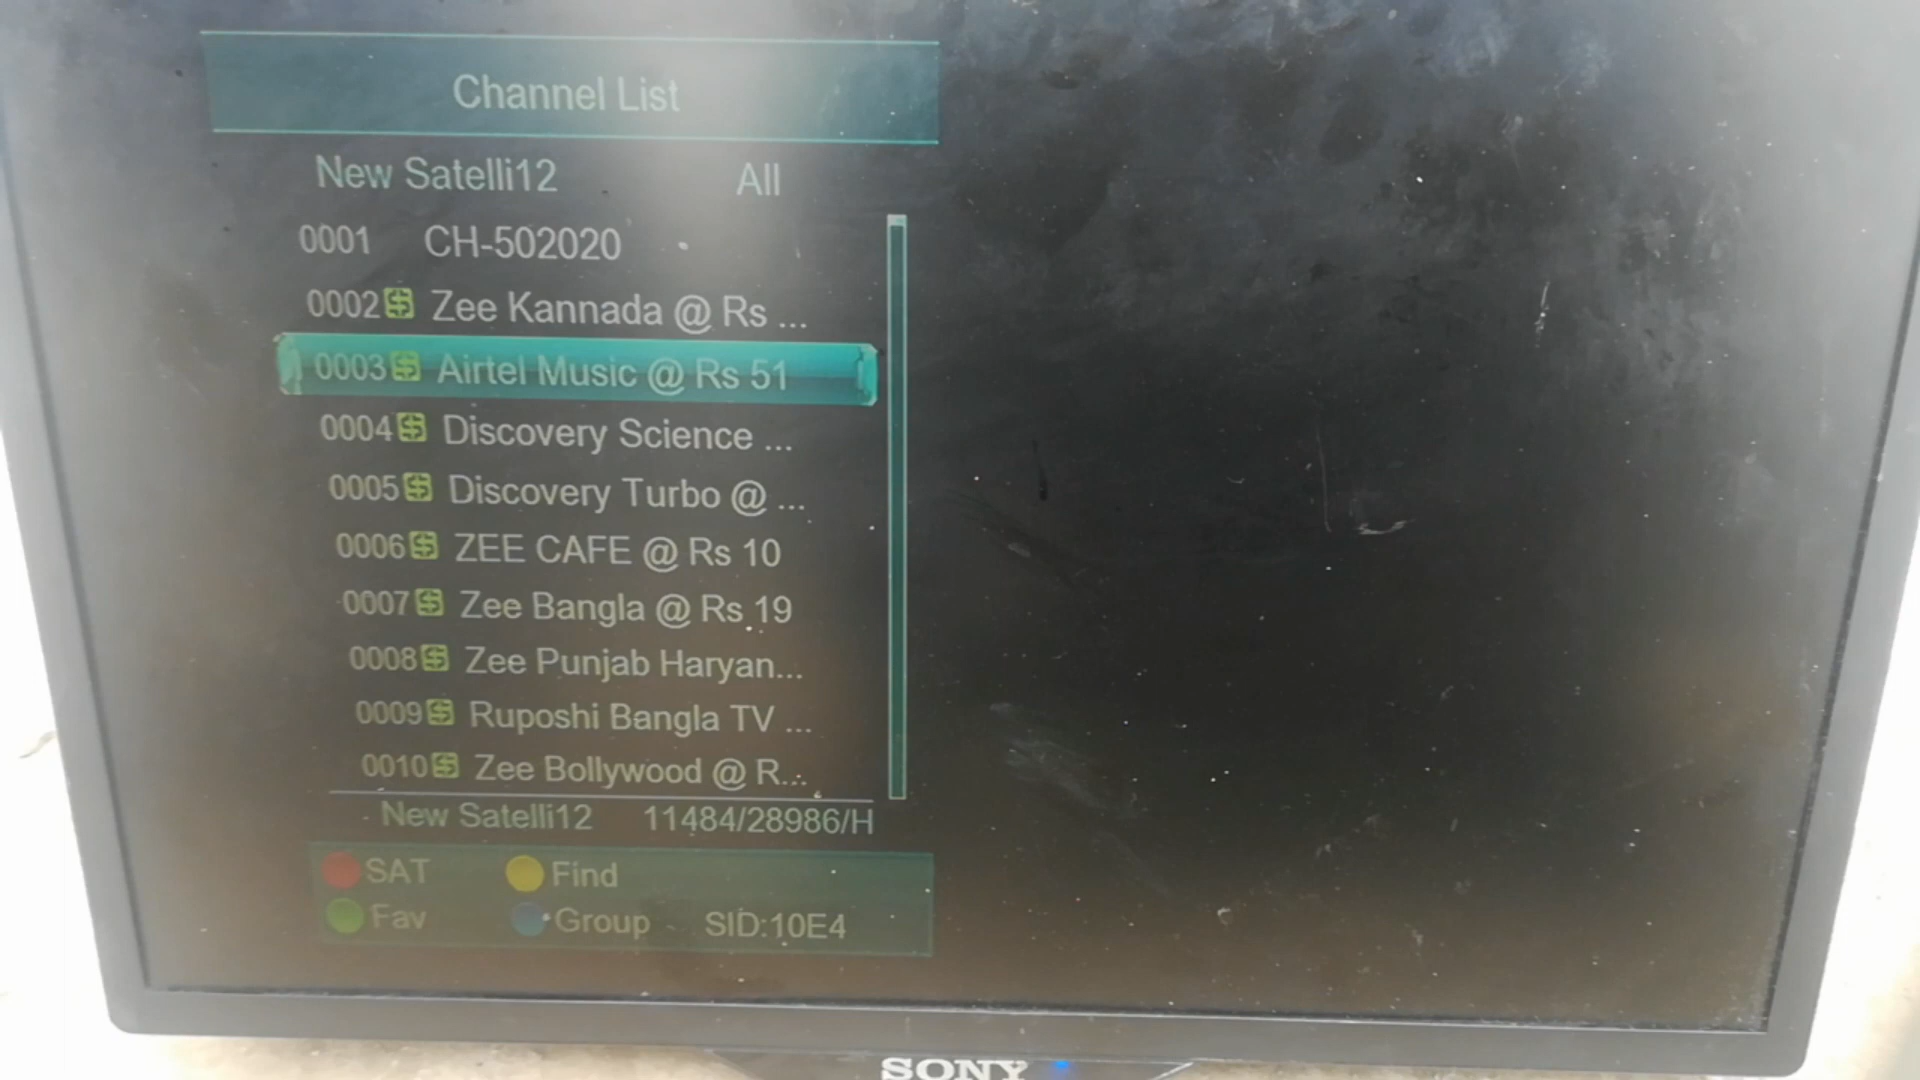 Channel List
New Satelli12 All
0001 CH-502020
0002 $ Zee Kannada @ Rs ...
0003 $ Airtel Music @ Rs 51
0004 $ Discovery Science ...
0005 $ Discovery Turbo @ ...
0006 $ ZEE CAFE @ Rs 10
0007 $ Zee Bangla @ Rs 19
0008 $ Zee Punjab Haryan...
0009 $ Ruposhi Bangla TV ...
0010 $ Zee Bollywood @ R...
New Satelli12 11484/28986/H
SAT Find
Fav Group SID:10E4
SONY